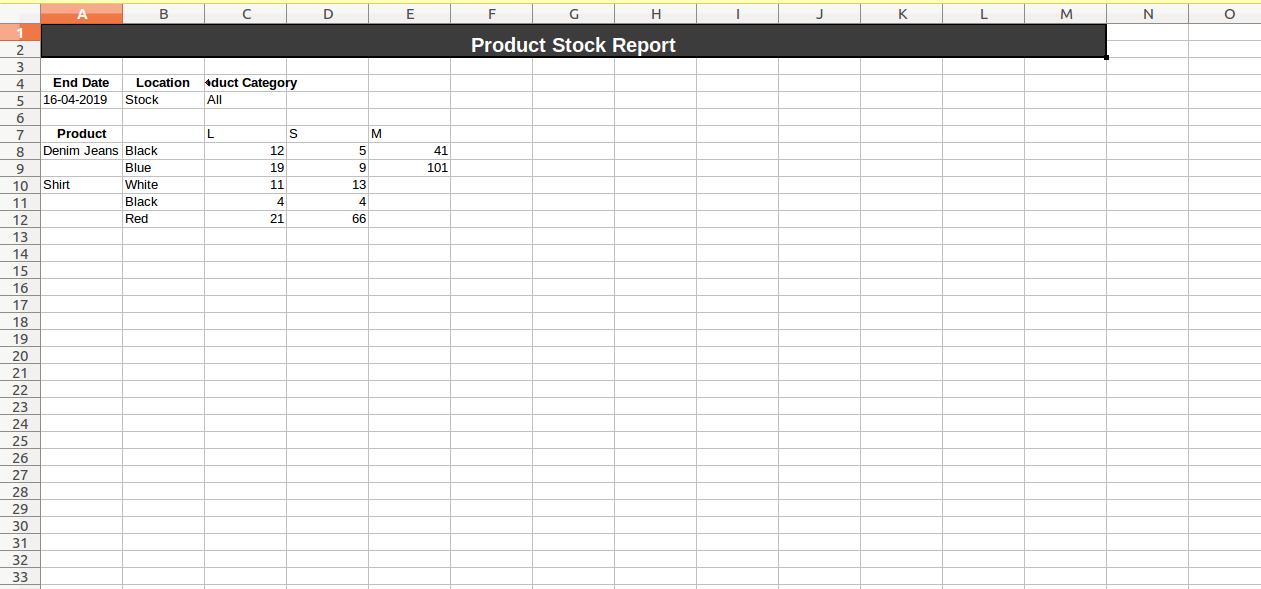 A B C D E F G H I J K L M N O
1
2 Product Stock Report
3
4 End Date Location duct Category
5 16-04-2019 Stock All
6
7 Product L S M
8 Denim Jeans Black 12 5 41
9 Blue 19 9 101
10 Shirt White 11 13
11 Black 4 4
12 Red 21 66
13
14
15
16
17
18
19
20
21
22
23
24
25
26
27
28
29
30
31
32
33